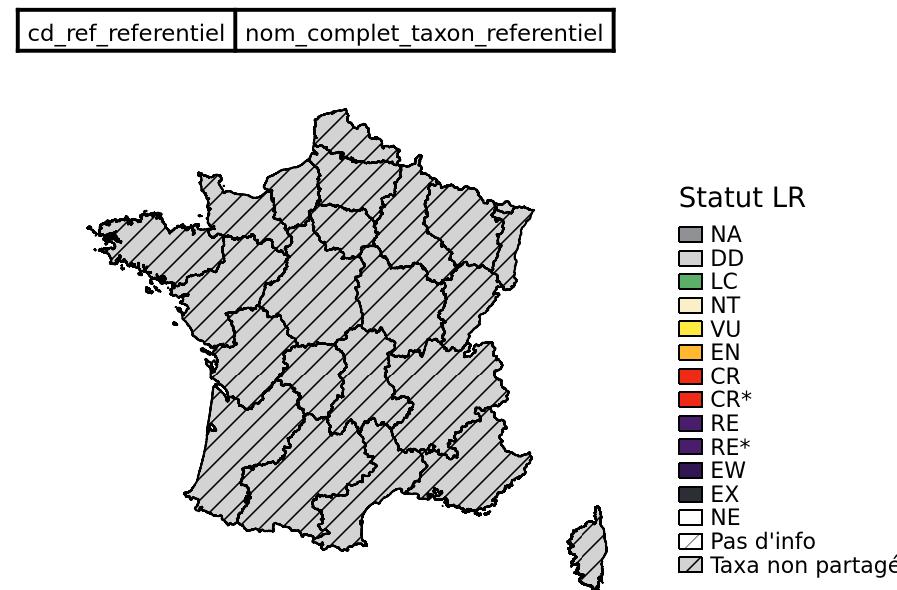 cd_ref_referentiel nom_complet_taxon_referentiel
Statut LR
NA
DD
LC
NT
VU
EN
CR
CR*
RE
RE*
EW
EX
NE
Pas d'info
Taxa non partagé